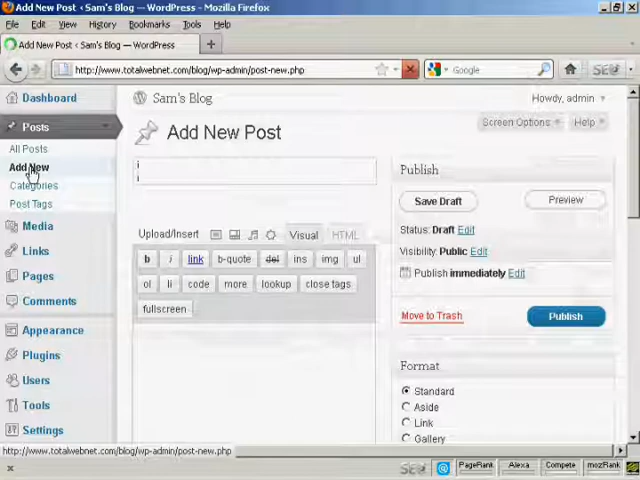 Add New Post ‹ Sam's Blog — WordPress - Mozilla Firefox
File Edit View History Bookmarks Tools Help
Add New Post ‹ Sam's Blog — WordPress
http://www.totalwebnet.com/blog/wp-admin/post-new.php
Google
SEO
Dashboard
Posts
All Posts
Add New
Categories
Post Tags
Media
Links
Pages
Comments
Appearance
Plugins
Users
Tools
Settings
Sam's Blog
Howdy, admin
Screen Options
Help
Add New Post
Upload/Insert
Visual
HTML
b i link b-quote del ins img ul
ol li code more lookup close tags
fullscreen
Publish
Save Draft
Preview
Status: Draft Edit
Visibility: Public Edit
Publish immediately Edit
Move to Trash
Publish
Format
Standard
Aside
Link
Gallery
http://www.totalwebnet.com/blog/wp-admin/post-new.php
SEO
PageRank
Alexa
Compete
mozRank